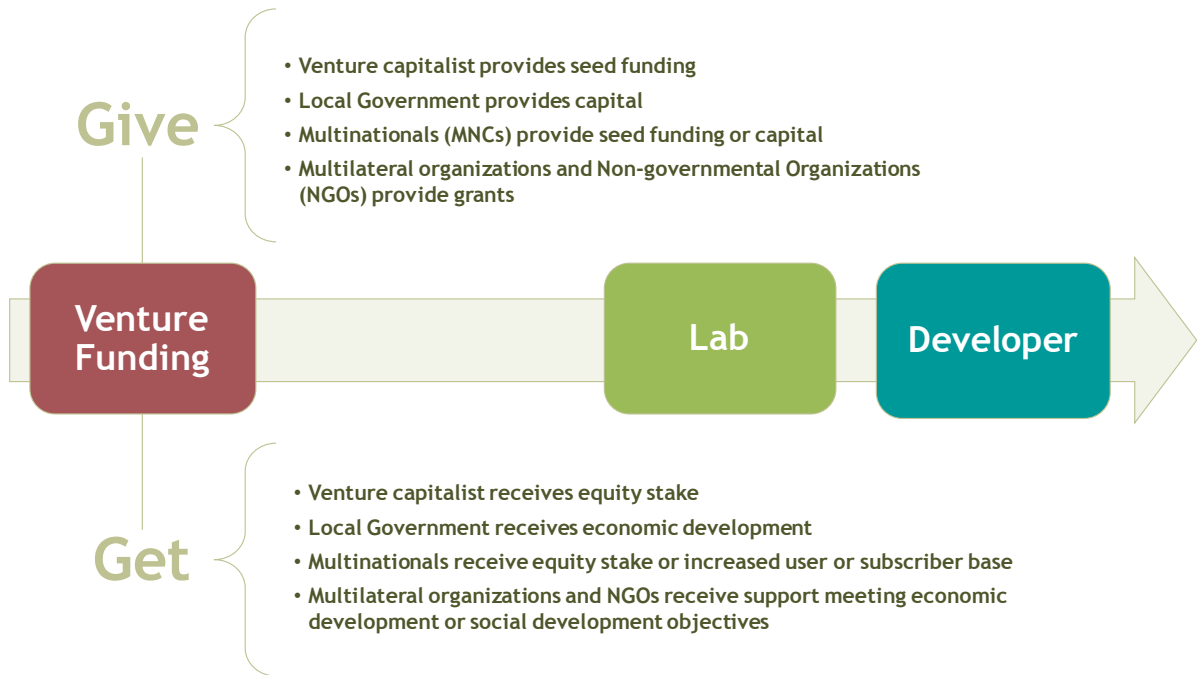 Give
• Venture capitalist provides seed funding
• Local Government provides capital
• Multinationals (MNCs) provide seed funding or capital
• Multilateral organizations and Non-governmental Organizations
(NGOs) provide grants
Venture
Funding
Lab
Developer
Get
• Venture capitalist receives equity stake
• Local Government receives economic development
• Multinationals receive equity stake or increased user or subscriber base
• Multilateral organizations and NGOs receive support meeting economic
development or social development objectives